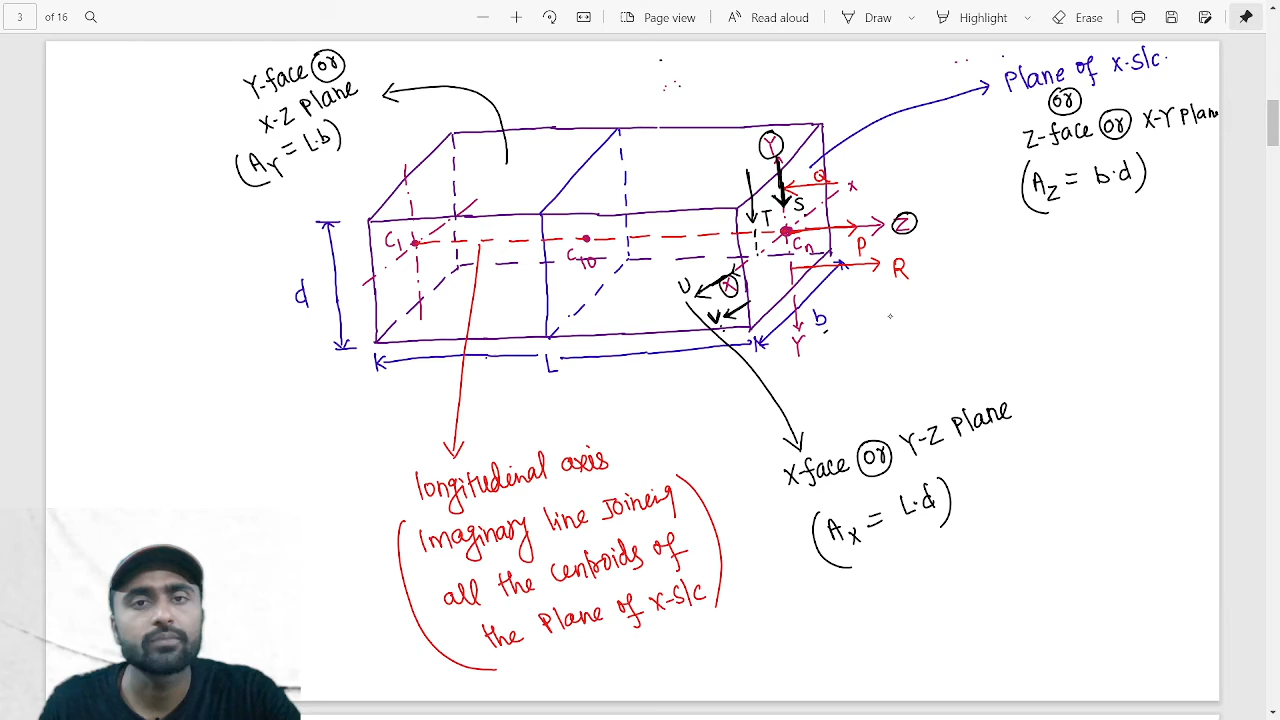 3 of 16
Page view
Read aloud
Draw
Highlight
Erase
Y-face or
X-Z Plane
(AY = L·b)
Plane of X-S/C.
or
Z-face or X-Y Plan
(AZ = b·d)
Y
Q
x
S
T
Z
C1
C10
Cn
P
R
U
X
V
d
b
Y
L
X-face or Y-Z Plane
(AX = L·d)
longitudenal axis
(Imaginary line Joining
all the centroids of
the Plane of X-S/C)